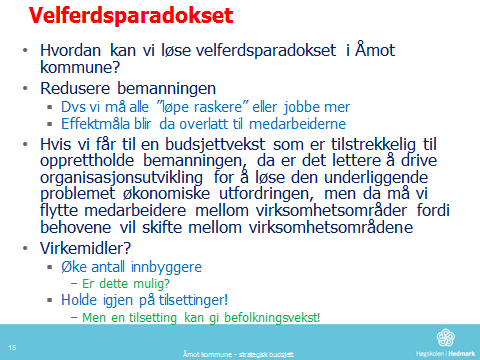 Velferdsparadokset
• Hvordan kan vi løse velferdsparadokset i Åmot
kommune?
• Redusere bemanningen
▪ Dvs vi må alle ”løpe raskere” eller jobbe mer
▪ Effektmåla blir da overlatt til medarbeiderne
• Hvis vi får til en budsjettvekst som er tilstrekkelig til
opprettholde bemanningen, da er det lettere å drive
organisasjonsutvikling for å løse den underliggende
problemet økonomiske utfordringen, men da må vi
flytte medarbeidere mellom virksomhetsområder fordi
behovene vil skifte mellom virksomhetsområdene
• Virkemidler?
▪ Øke antall innbyggere
– Er dette mulig?
▪ Holde igjen på tilsettinger!
– Men en tilsetting kan gi befolkningsvekst!
15
Åmot kommune - strategisk budsjett
Høgskolen i Hedmark